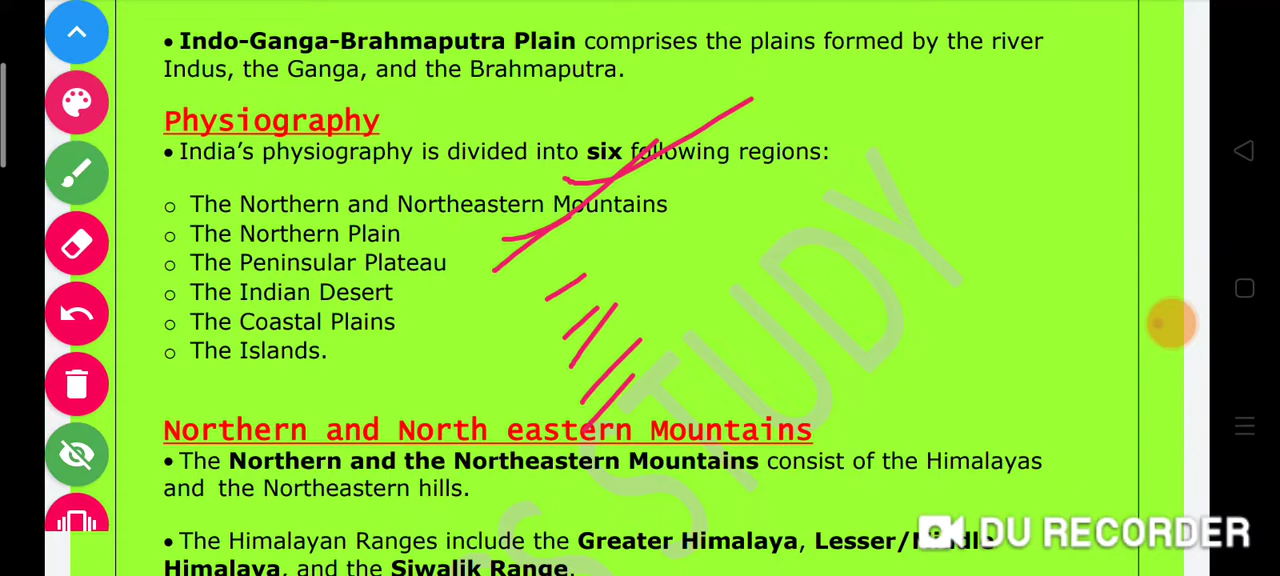 • Indo-Ganga-Brahmaputra Plain comprises the plains formed by the river
Indus, the Ganga, and the Brahmaputra.
Physiography
• India’s physiography is divided into six following regions:
o The Northern and Northeastern Mountains
o The Northern Plain
o The Peninsular Plateau
o The Indian Desert
o The Coastal Plains
o The Islands.
Northern and North eastern Mountains
• The Northern and the Northeastern Mountains consist of the Himalayas
and the Northeastern hills.
• The Himalayan Ranges include the Greater Himalaya, Lesser/Middle
Himalaya, and the Siwalik Range.
S STUDY
DU RECORDER